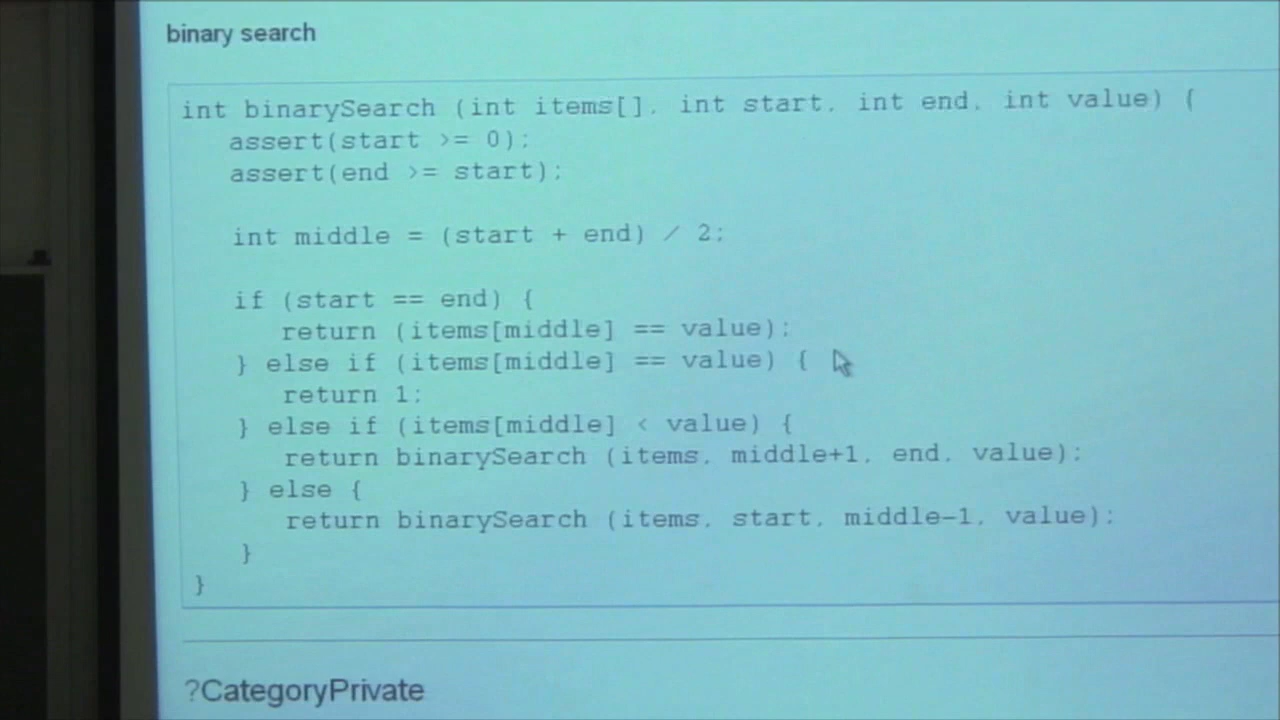 binary search
int binarySearch (int items[], int start, int end, int value) {
assert(start >= 0);
assert(end >= start);
int middle = (start + end) / 2;
if (start == end) {
return (items[middle] == value);
} else if (items[middle] == value) {
return 1;
} else if (items[middle] < value) {
return binarySearch (items, middle+1, end, value);
} else {
return binarySearch (items, start, middle-1, value);
}
}
?CategoryPrivate